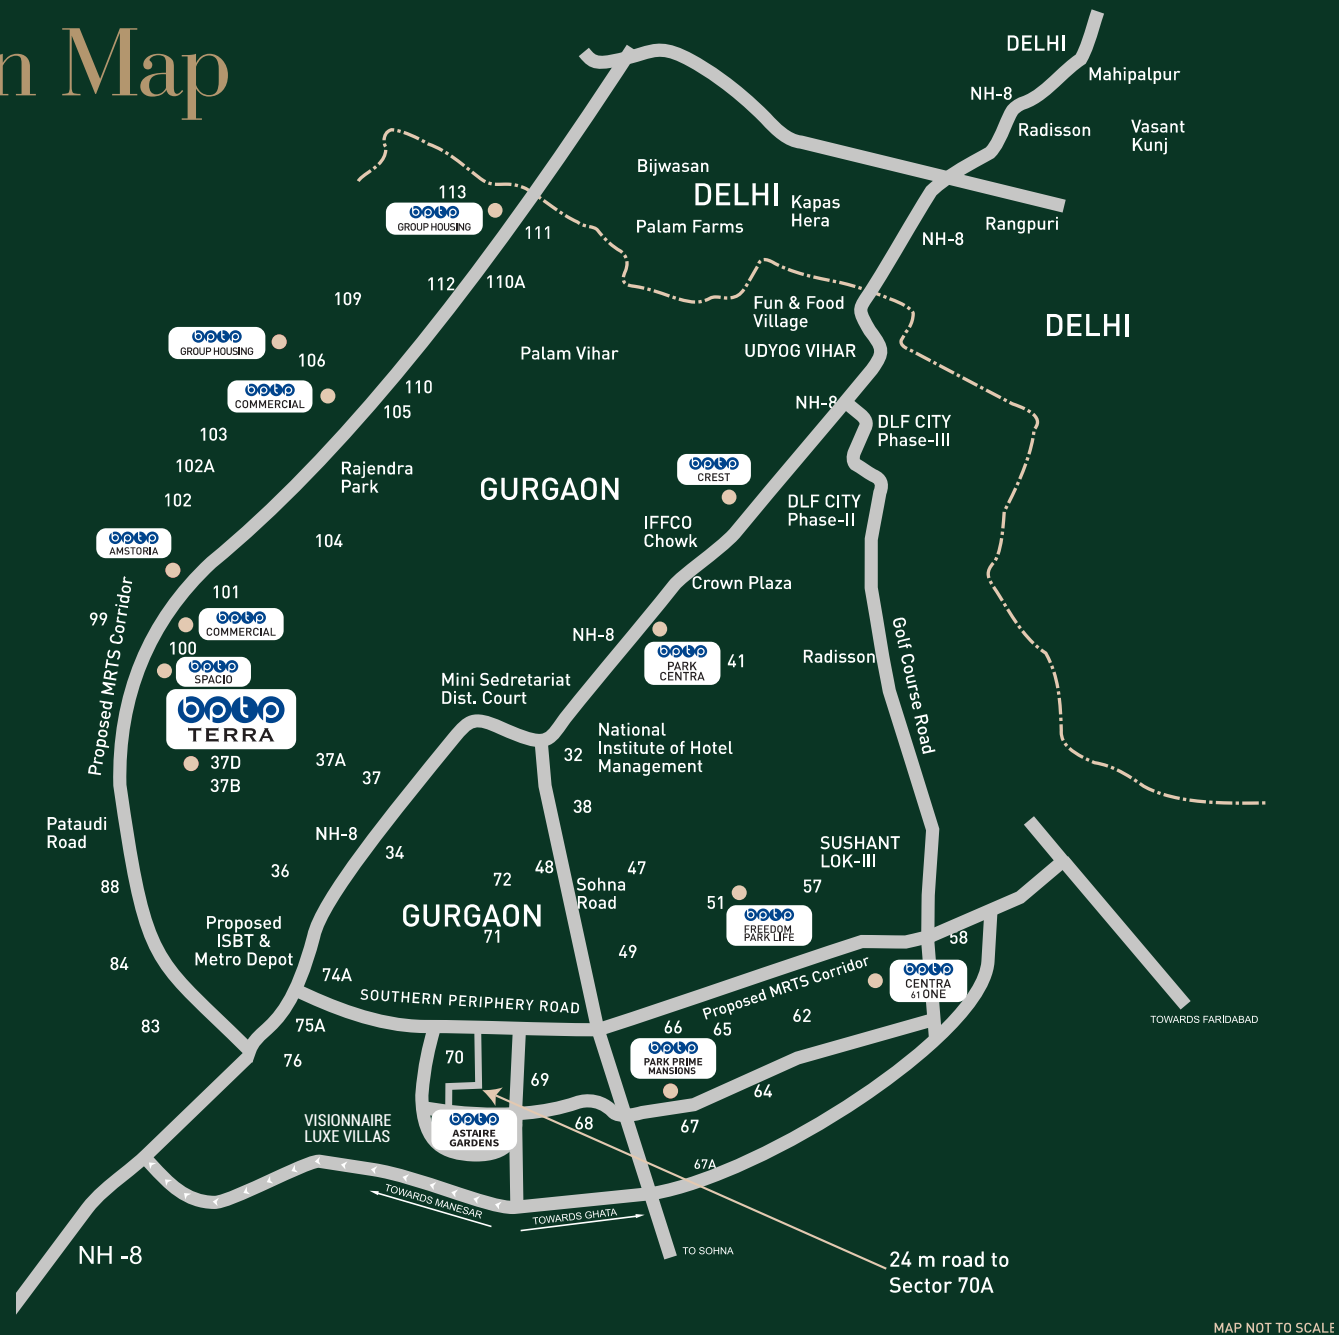 n Map
DELHI
Mahipalpur
NH-8
Radisson
Vasant
Kunj
Bijwasan
DELHI
Kapas
Hera
Palam Farms
Rangpuri
NH-8
113
bptp
GROUP HOUSING
111
112
110A
109
Fun & Food
Village
DELHI
UDYOG VIHAR
bptp
GROUP HOUSING
106
Palam Vihar
bptp
COMMERCIAL
110
105
NH-8
DLF CITY
Phase-III
103
102A
102
Rajendra
Park
GURGAON
bptp
CREST
DLF CITY
Phase-II
IFFCO
Chowk
104
bptp
AMSTORIA
Crown Plaza
101
99
Proposed MRTS Corridor
bptp
COMMERCIAL
100
bptp
SPACIO
NH-8
bptp
PARK
CENTRA
41
Radisson
Golf Course Road
Mini Sedretariat
Dist. Court
bptp
TERRA
37D
37B
37A
37
National
Institute of Hotel
Management
32
38
Pataudi
Road
NH-8
34
SUSHANT
LOK-III
88
36
72
48
47
Sohna
Road
57
51
bptp
FREEDOM
PARK LIFE
GURGAON
71
Proposed
ISBT &
Metro Depot
49
58
84
74A
Proposed MRTS Corridor
bptp
CENTRA
61 ONE
SOUTHERN PERIPHERY ROAD
83
75A
76
62
66
65
TOWARDS FARIDABAD
bptp
PARK PRIME
MANSIONS
70
69
64
VISIONNAIRE
LUXE VILLAS
bptp
ASTAIRE
GARDENS
68
67
67A
TOWARDS MANESAR
TOWARDS GHATA
TO SOHNA
NH -8
24 m road to
Sector 70A
MAP NOT TO SCALE